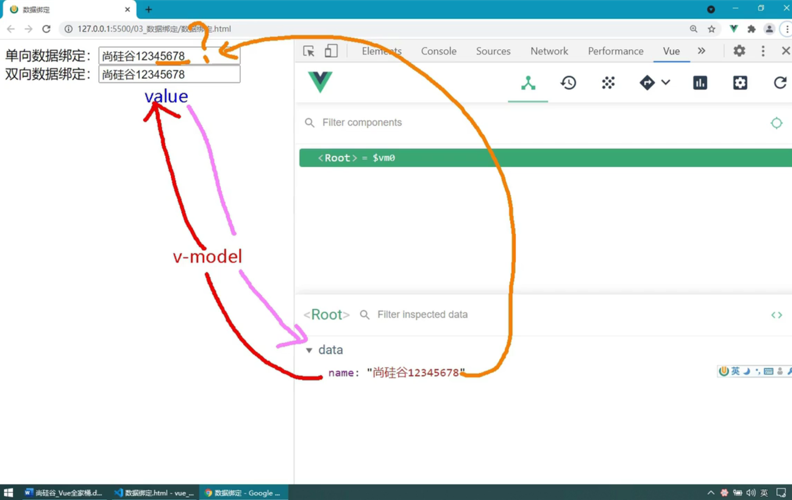 数据绑定
127.0.0.1:5500/03_数据绑定/数据绑定.html
单向数据绑定：尚硅谷12345678 ?
双向数据绑定：尚硅谷12345678
value
v-model
Elements Console Sources Network Performance Vue »
Filter components
<Root> = $vm0
<Root> Filter inspected data
data
name: "尚硅谷12345678"
英
尚硅谷_Vue全家桶.d... 数据绑定.html - vue_... 数据绑定 - Google ...
英